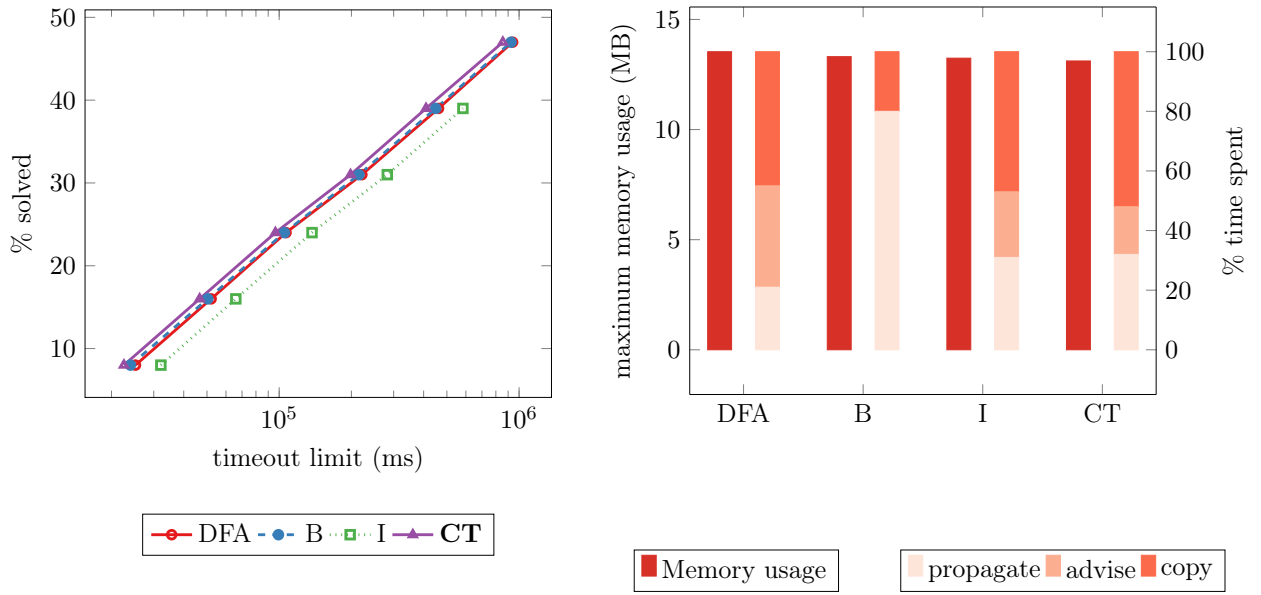 50
40
30
20
10
% solved
10^5
10^6
timeout limit (ms)
DFA B I CT
15
10
5
0
maximum memory usage (MB)
100
80
60
40
20
0
% time spent
DFA B I CT
Memory usage
propagate advise copy